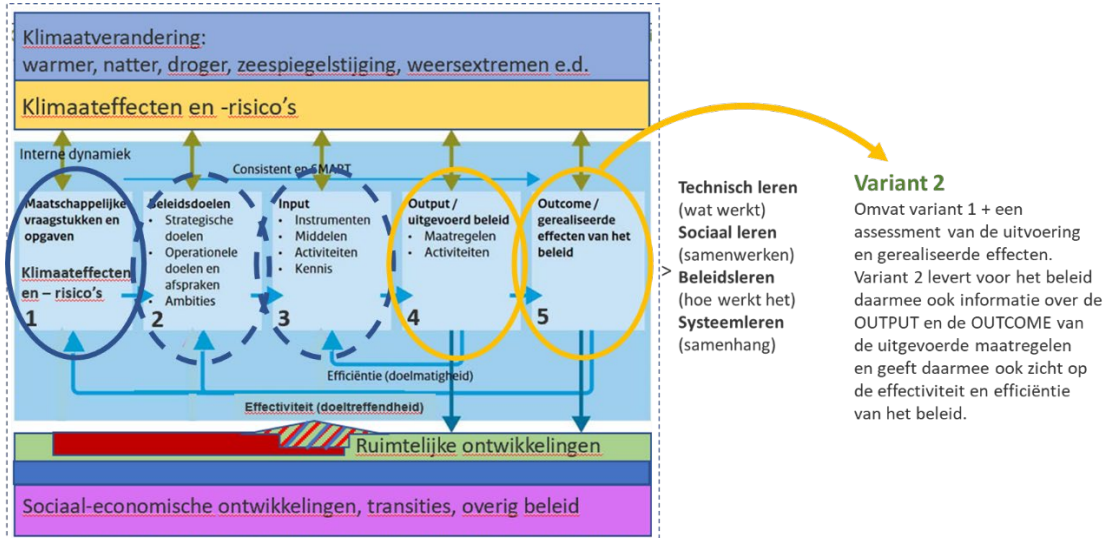 Klimaatverandering:
warmer, natter, droger, zeespiegelstijging, weersextremen e.d.
Klimaateffecten en -risico's
Interne dynamiek
Consistent en SMART
Maatschappelijke
vraagstukken en
opgaven
Klimaateffecten
en – risico's
1
Beleidsdoelen
• Strategische
doelen
• Operationele
doelen en
afspraken
• Ambities
2
Input
• Instrumenten
• Middelen
• Activiteiten
• Kennis
3
Output /
uitgevoerd beleid
• Maatregelen
• Activiteiten
4
Outcome /
gerealiseerde
effecten van het
beleid
5
Efficiëntie (doelmatigheid)
Effectiviteit (doeltreffendheid)
Ruimtelijke ontwikkelingen
Sociaal-economische ontwikkelingen, transities, overig beleid
>
Technisch leren
(wat werkt)
Sociaal leren
(samenwerken)
Beleidsleren
(hoe werkt het)
Systeemleren
(samenhang)
Variant 2
Omvat variant 1 + een
assessment van de uitvoering
en gerealiseerde effecten.
Variant 2 levert voor het beleid
daarmee ook informatie over de
OUTPUT en de OUTCOME van
de uitgevoerde maatregelen
en geeft daarmee ook zicht op
de effectiviteit en efficiëntie
van het beleid.